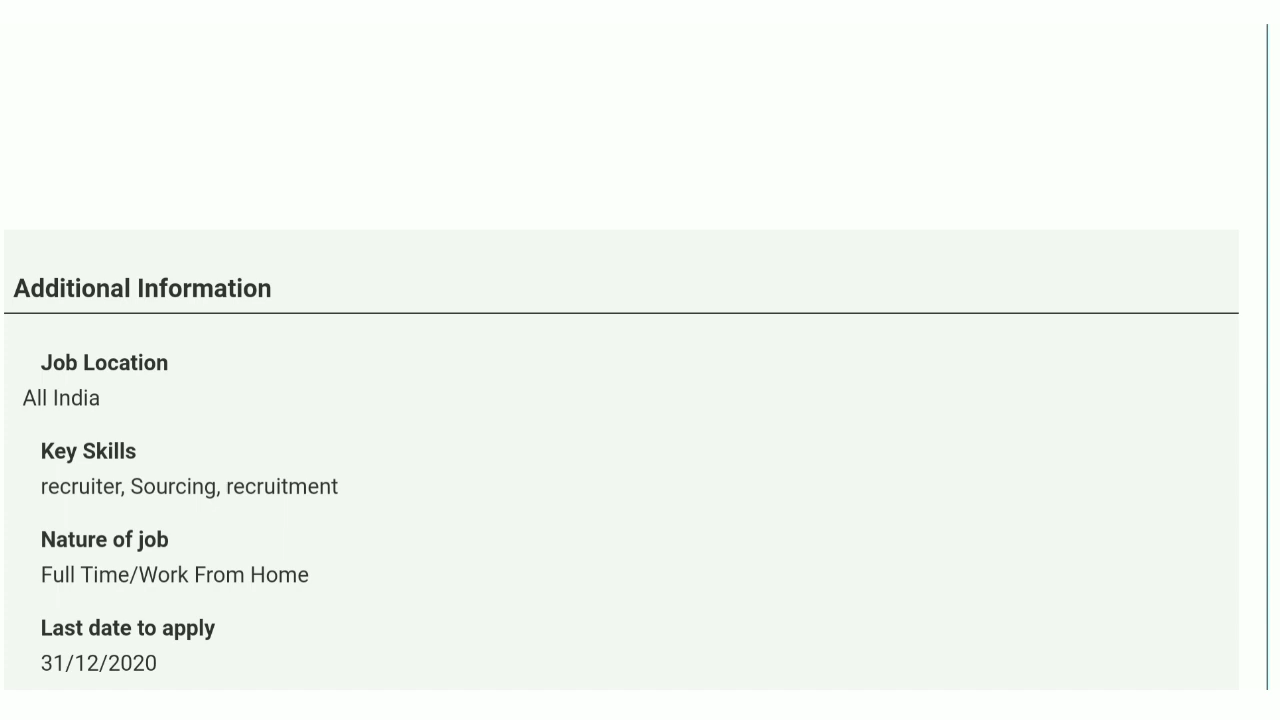 Additional Information
Job Location
All India
Key Skills
recruiter, Sourcing, recruitment
Nature of job
Full Time/Work From Home
Last date to apply
31/12/2020